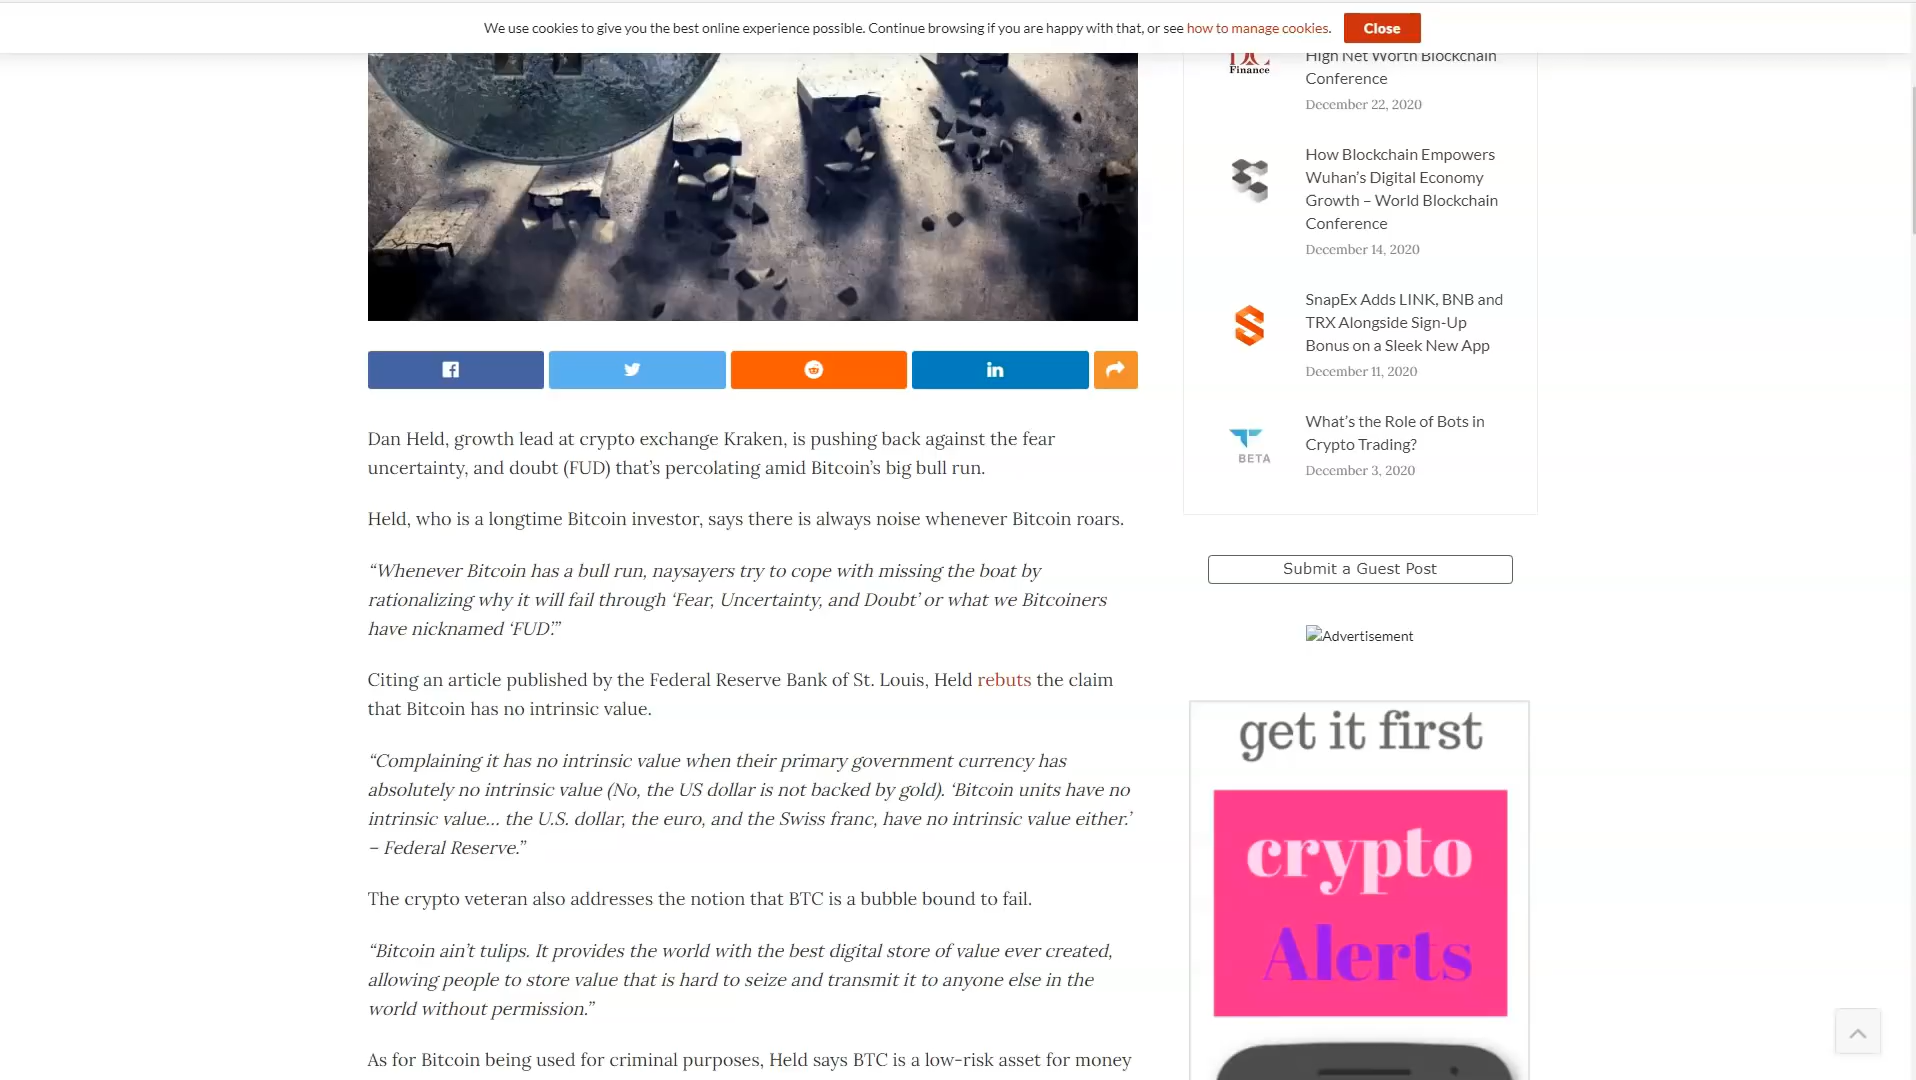 We use cookies to give you the best online experience possible. Continue browsing if you are happy with that, or see how to manage cookies. Close
Dan Held, growth lead at crypto exchange Kraken, is pushing back against the fear
uncertainty, and doubt (FUD) that’s percolating amid Bitcoin’s big bull run.
Held, who is a longtime Bitcoin investor, says there is always noise whenever Bitcoin roars.
“Whenever Bitcoin has a bull run, naysayers try to cope with missing the boat by
rationalizing why it will fail through ‘Fear, Uncertainty, and Doubt’ or what we Bitcoiners
have nicknamed ‘FUD’.”
Citing an article published by the Federal Reserve Bank of St. Louis, Held rebuts the claim
that Bitcoin has no intrinsic value.
“Complaining it has no intrinsic value when their primary government currency has
absolutely no intrinsic value (No, the US dollar is not backed by gold). ‘Bitcoin units have no
intrinsic value… the U.S. dollar, the euro, and the Swiss franc, have no intrinsic value either.’
– Federal Reserve.”
The crypto veteran also addresses the notion that BTC is a bubble bound to fail.
“Bitcoin ain’t tulips. It provides the world with the best digital store of value ever created,
allowing people to store value that is hard to seize and transmit it to anyone else in the
world without permission.”
As for Bitcoin being used for criminal purposes, Held says BTC is a low-risk asset for money
Finance
High Net Worth Blockchain
Conference
December 22, 2020
How Blockchain Empowers
Wuhan’s Digital Economy
Growth – World Blockchain
Conference
December 14, 2020
SnapEx Adds LINK, BNB and
TRX Alongside Sign-Up
Bonus on a Sleek New App
December 11, 2020
BETA
What’s the Role of Bots in
Crypto Trading?
December 3, 2020
Submit a Guest Post
Advertisement
get it first
crypto
Alerts